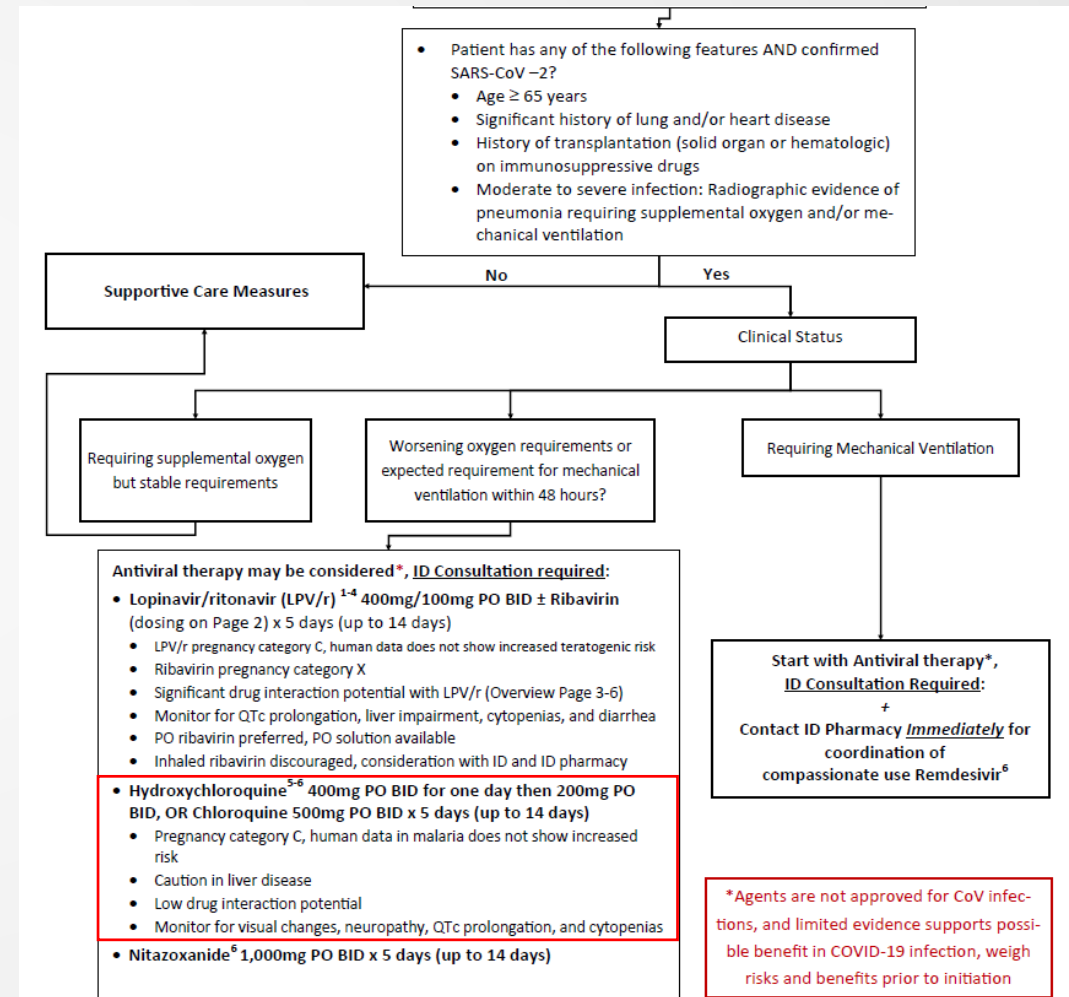 • Patient has any of the following features AND confirmed
SARS-CoV –2?
• Age ≥ 65 years
• Significant history of lung and/or heart disease
• History of transplantation (solid organ or hematologic)
on immunosuppressive drugs
• Moderate to severe infection: Radiographic evidence of
pneumonia requiring supplemental oxygen and/or me-
chanical ventilation
No
Yes
Supportive Care Measures
Clinical Status
Requiring supplemental oxygen
but stable requirements
Worsening oxygen requirements or
expected requirement for mechanical
ventilation within 48 hours?
Requiring Mechanical Ventilation
Antiviral therapy may be considered*, ID Consultation required:
• Lopinavir/ritonavir (LPV/r) 1-4 400mg/100mg PO BID ± Ribavirin
(dosing on Page 2) x 5 days (up to 14 days)
• LPV/r pregnancy category C, human data does not show increased teratogenic risk
• Ribavirin pregnancy category X
• Significant drug interaction potential with LPV/r (Overview Page 3-6)
• Monitor for QTc prolongation, liver impairment, cytopenias, and diarrhea
• PO ribavirin preferred, PO solution available
• Inhaled ribavirin discouraged, consideration with ID and ID pharmacy
• Hydroxychloroquine5-6 400mg PO BID for one day then 200mg PO
BID, OR Chloroquine 500mg PO BID x 5 days (up to 14 days)
• Pregnancy category C, human data in malaria does not show increased
risk
• Caution in liver disease
• Low drug interaction potential
• Monitor for visual changes, neuropathy, QTc prolongation, and cytopenias
• Nitazoxanide6 1,000mg PO BID x 5 days (up to 14 days)
Start with Antiviral therapy*,
ID Consultation Required:
+
Contact ID Pharmacy Immediately for
coordination of
compassionate use Remdesivir6
*Agents are not approved for CoV infec-
tions, and limited evidence supports possi-
ble benefit in COVID-19 infection, weigh
risks and benefits prior to initiation